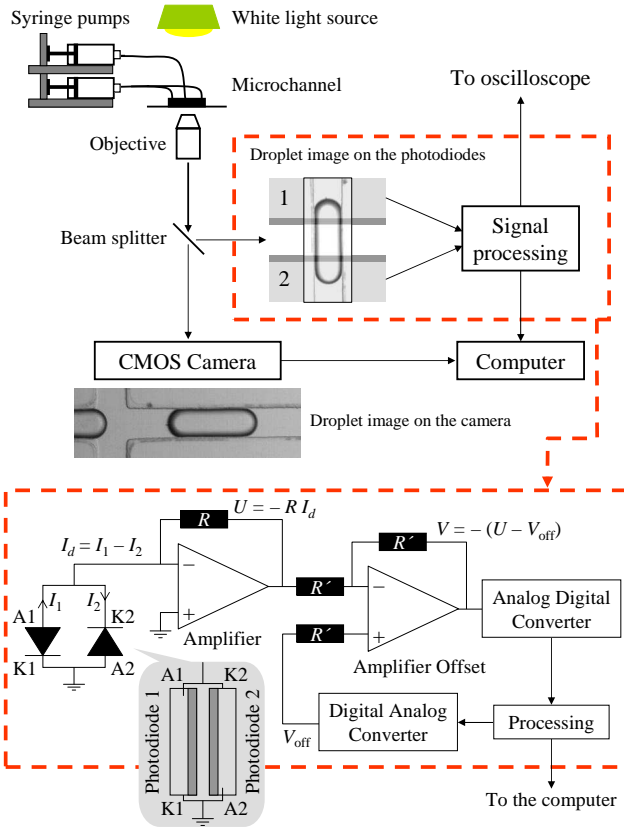 Syringe pumps
White light source
Microchannel
To oscilloscope
Objective
Droplet image on the photodiodes
1
Signal
processing
Beam splitter
2
CMOS Camera
Computer
Droplet image on the camera
R
U = − R I_d
V = − (U − V_off)
I_d = I_1 − I_2
R´
R´
R´
−
+
−
+
I_1
I_2
A1
K2
K1
A2
Amplifier
Amplifier Offset
Analog Digital
Converter
A1
K2
Photodiode 1
Photodiode 2
K1
A2
V_off
Digital Analog
Converter
Processing
To the computer